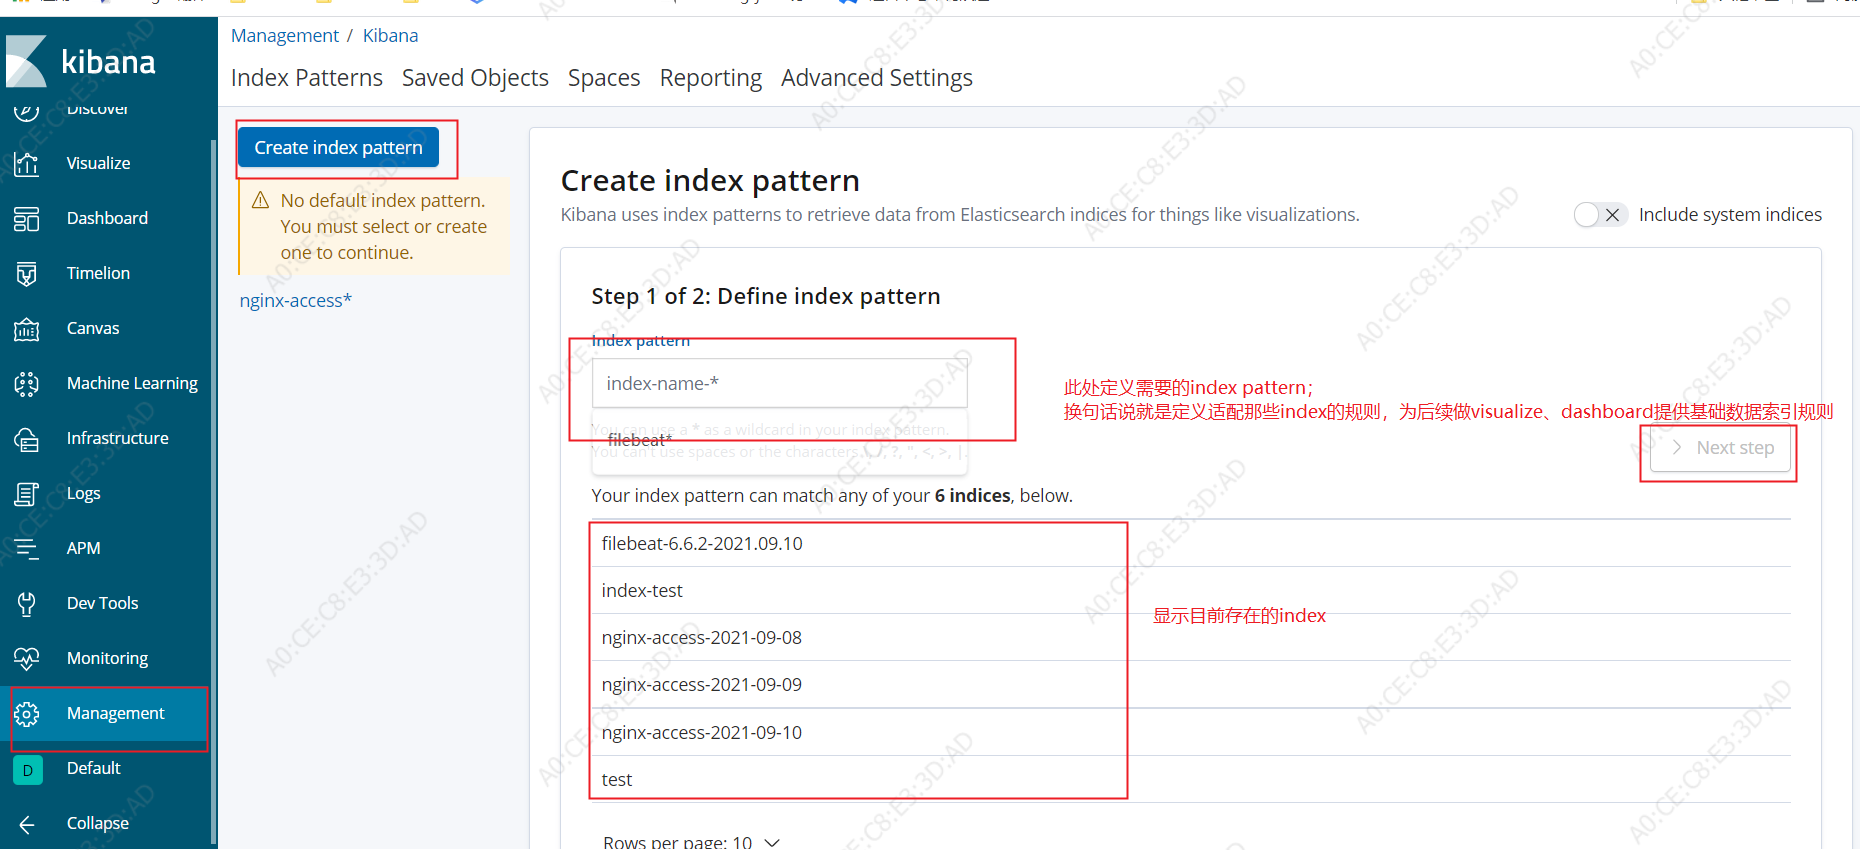 Management / Kibana
kibana
Index Patterns Saved Objects Spaces Reporting Advanced Settings
Discover
Visualize
Dashboard
Timelion
Canvas
Machine Learning
Infrastructure
Logs
APM
Dev Tools
Monitoring
Management
D Default
Collapse
Create index pattern
No default index pattern.
You must select or create
one to continue.
nginx-access*
Create index pattern
Kibana uses index patterns to retrieve data from Elasticsearch indices for things like visualizations.
Include system indices
Step 1 of 2: Define index pattern
Index pattern
index-name-*
You can use a * as a wildcard in your index pattern.
filebeat*
You can't use spaces or the characters \, /, ?, ", <, >, |.
此处定义需要的index pattern；
换句话说就是定义适配那些index的规则，为后续做visualize、dashboard提供基础数据索引规则
Next step
Your index pattern can match any of your 6 indices, below.
filebeat-6.6.2-2021.09.10
index-test
nginx-access-2021-09-08
nginx-access-2021-09-09
nginx-access-2021-09-10
test
显示目前存在的index
Rows per page: 10
A0:CE:C8:E3:3D:AD